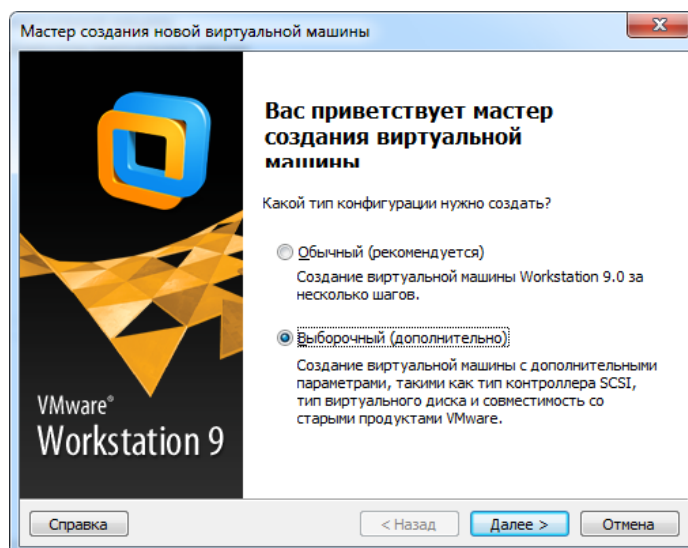 Мастер создания новой виртуальной машины
Вас приветствует мастер
создания виртуальной
машины
Какой тип конфигурации нужно создать?
Обычный (рекомендуется)
Создание виртуальной машины Workstation 9.0 за
несколько шагов.
Выборочный (дополнительно)
Создание виртуальной машины с дополнительными
параметрами, такими как тип контроллера SCSI,
тип виртуального диска и совместимость со
старыми продуктами VMware.
VMware®
Workstation 9
Справка
< Назад
Далее >
Отмена